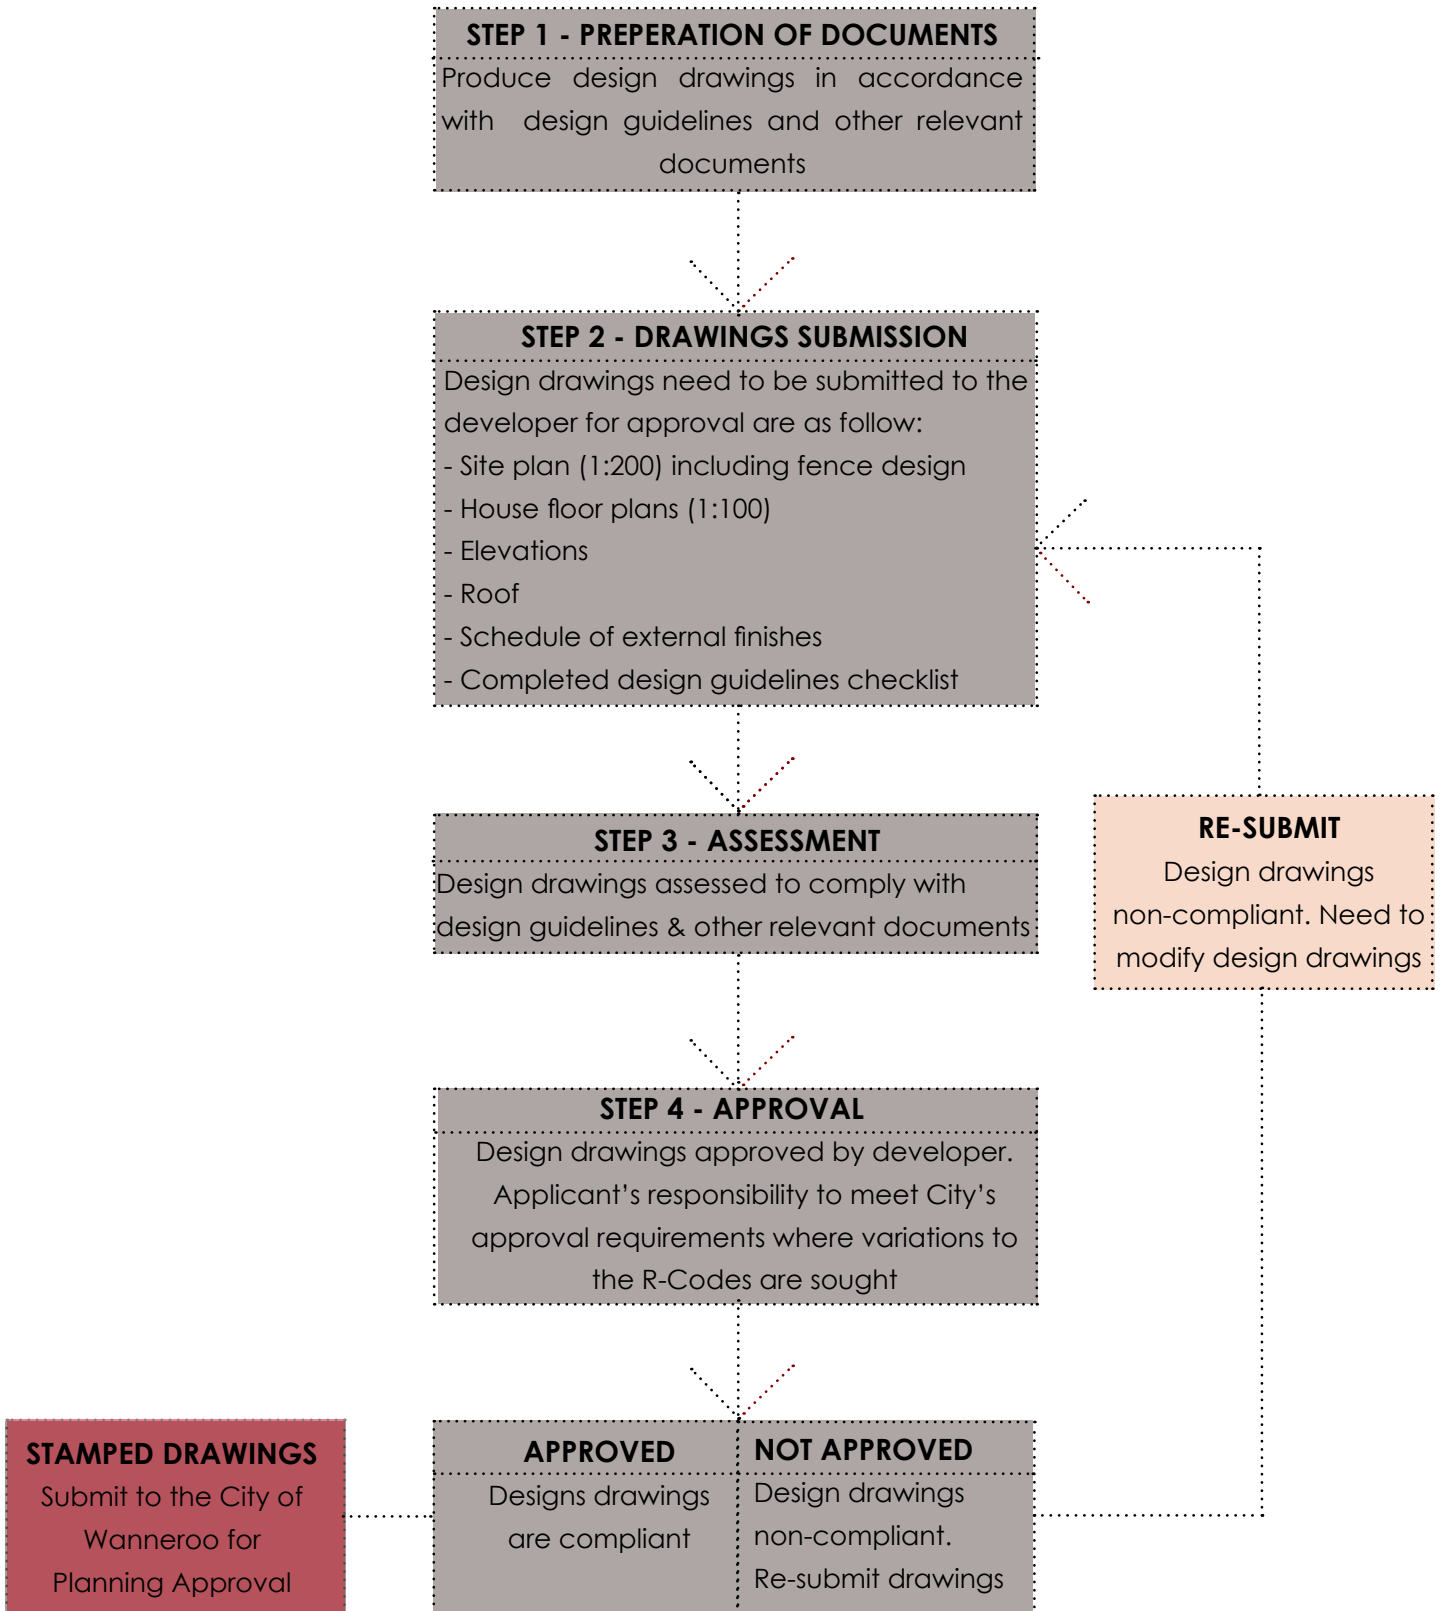 STEP 1 - PREPERATION OF DOCUMENTS
Produce design drawings in accordance
with design guidelines and other relevant
documents
STEP 2 - DRAWINGS SUBMISSION
Design drawings need to be submitted to the
developer for approval are as follow:
- Site plan (1:200) including fence design
- House floor plans (1:100)
- Elevations
- Roof
- Schedule of external finishes
- Completed design guidelines checklist
STEP 3 - ASSESSMENT
Design drawings assessed to comply with
design guidelines & other relevant documents
RE-SUBMIT
Design drawings
non-compliant. Need to
modify design drawings
STEP 4 - APPROVAL
Design drawings approved by developer.
Applicant’s responsibility to meet City’s
approval requirements where variations to
the R-Codes are sought
STAMPED DRAWINGS
Submit to the City of
Wanneroo for
Planning Approval
APPROVED
Designs drawings
are compliant
NOT APPROVED
Design drawings
non-compliant.
Re-submit drawings